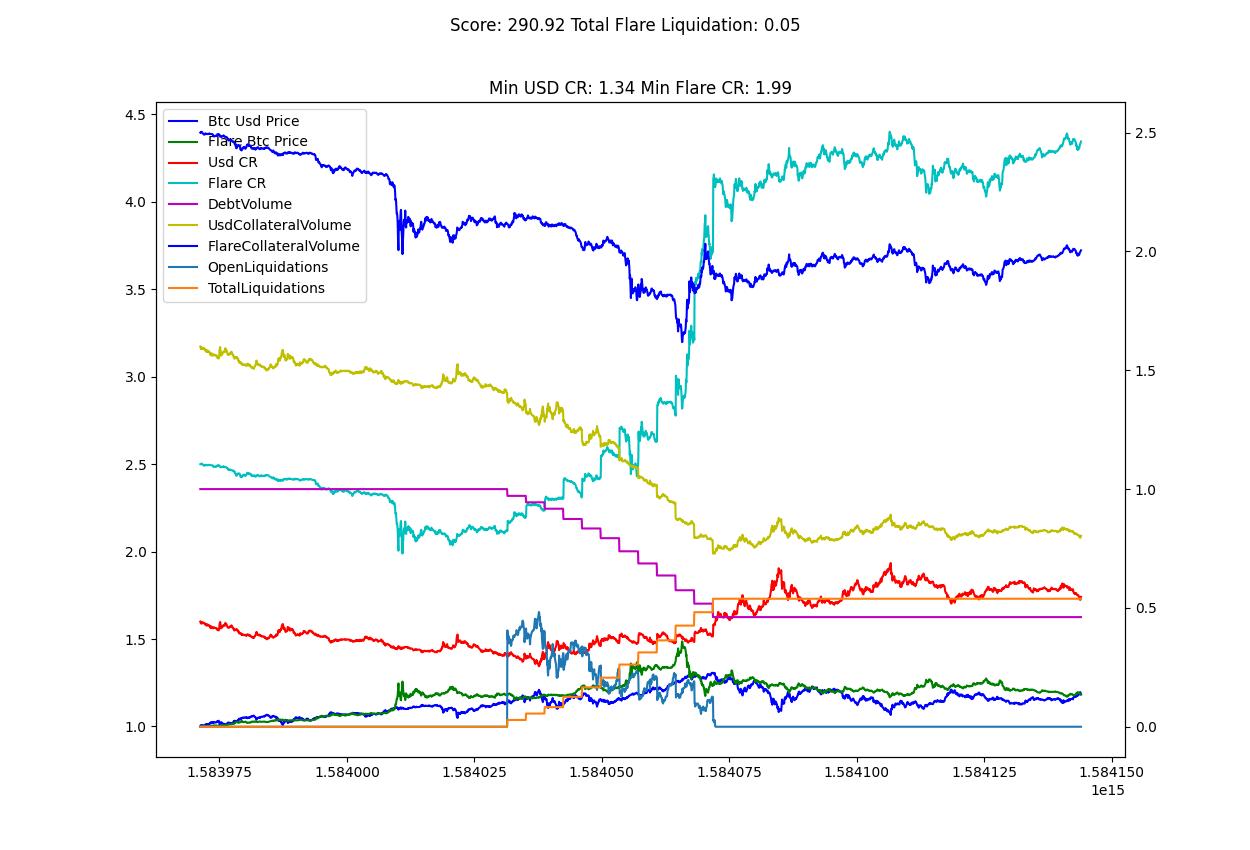 Score: 290.92 Total Flare Liquidation: 0.05
Min USD CR: 1.34 Min Flare CR: 1.99
Btc Usd Price
Flare Btc Price
Usd CR
Flare CR
DebtVolume
UsdCollateralVolume
FlareCollateralVolume
OpenLiquidations
TotalLiquidations
4.5
4.0
3.5
3.0
2.5
2.0
1.5
1.0
2.5
2.0
1.5
1.0
0.5
0.0
1.583975 1.584000 1.584025 1.584050 1.584075 1.584100 1.584125 1.584150
1e15